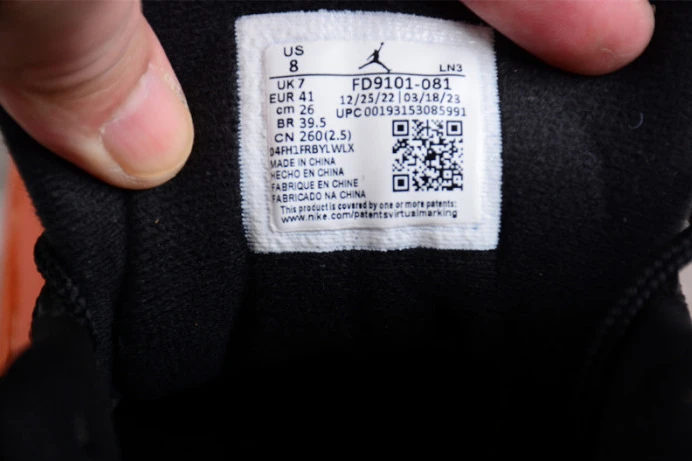 US
8
LN3
UK 7 FD9101-081
EUR 41 12/25/22 | 03/18/23
cm 26 UPC 00193153085991
BR 39.5
CN 260(2.5)
04FH1FRBYLWLX
MADE IN CHINA
HECHO EN CHINA
FABRIQUE EN CHINE
FABRICADO NA CHINA
This product is covered by one or more patents:
www.nike.com/patentsvirtualmarking